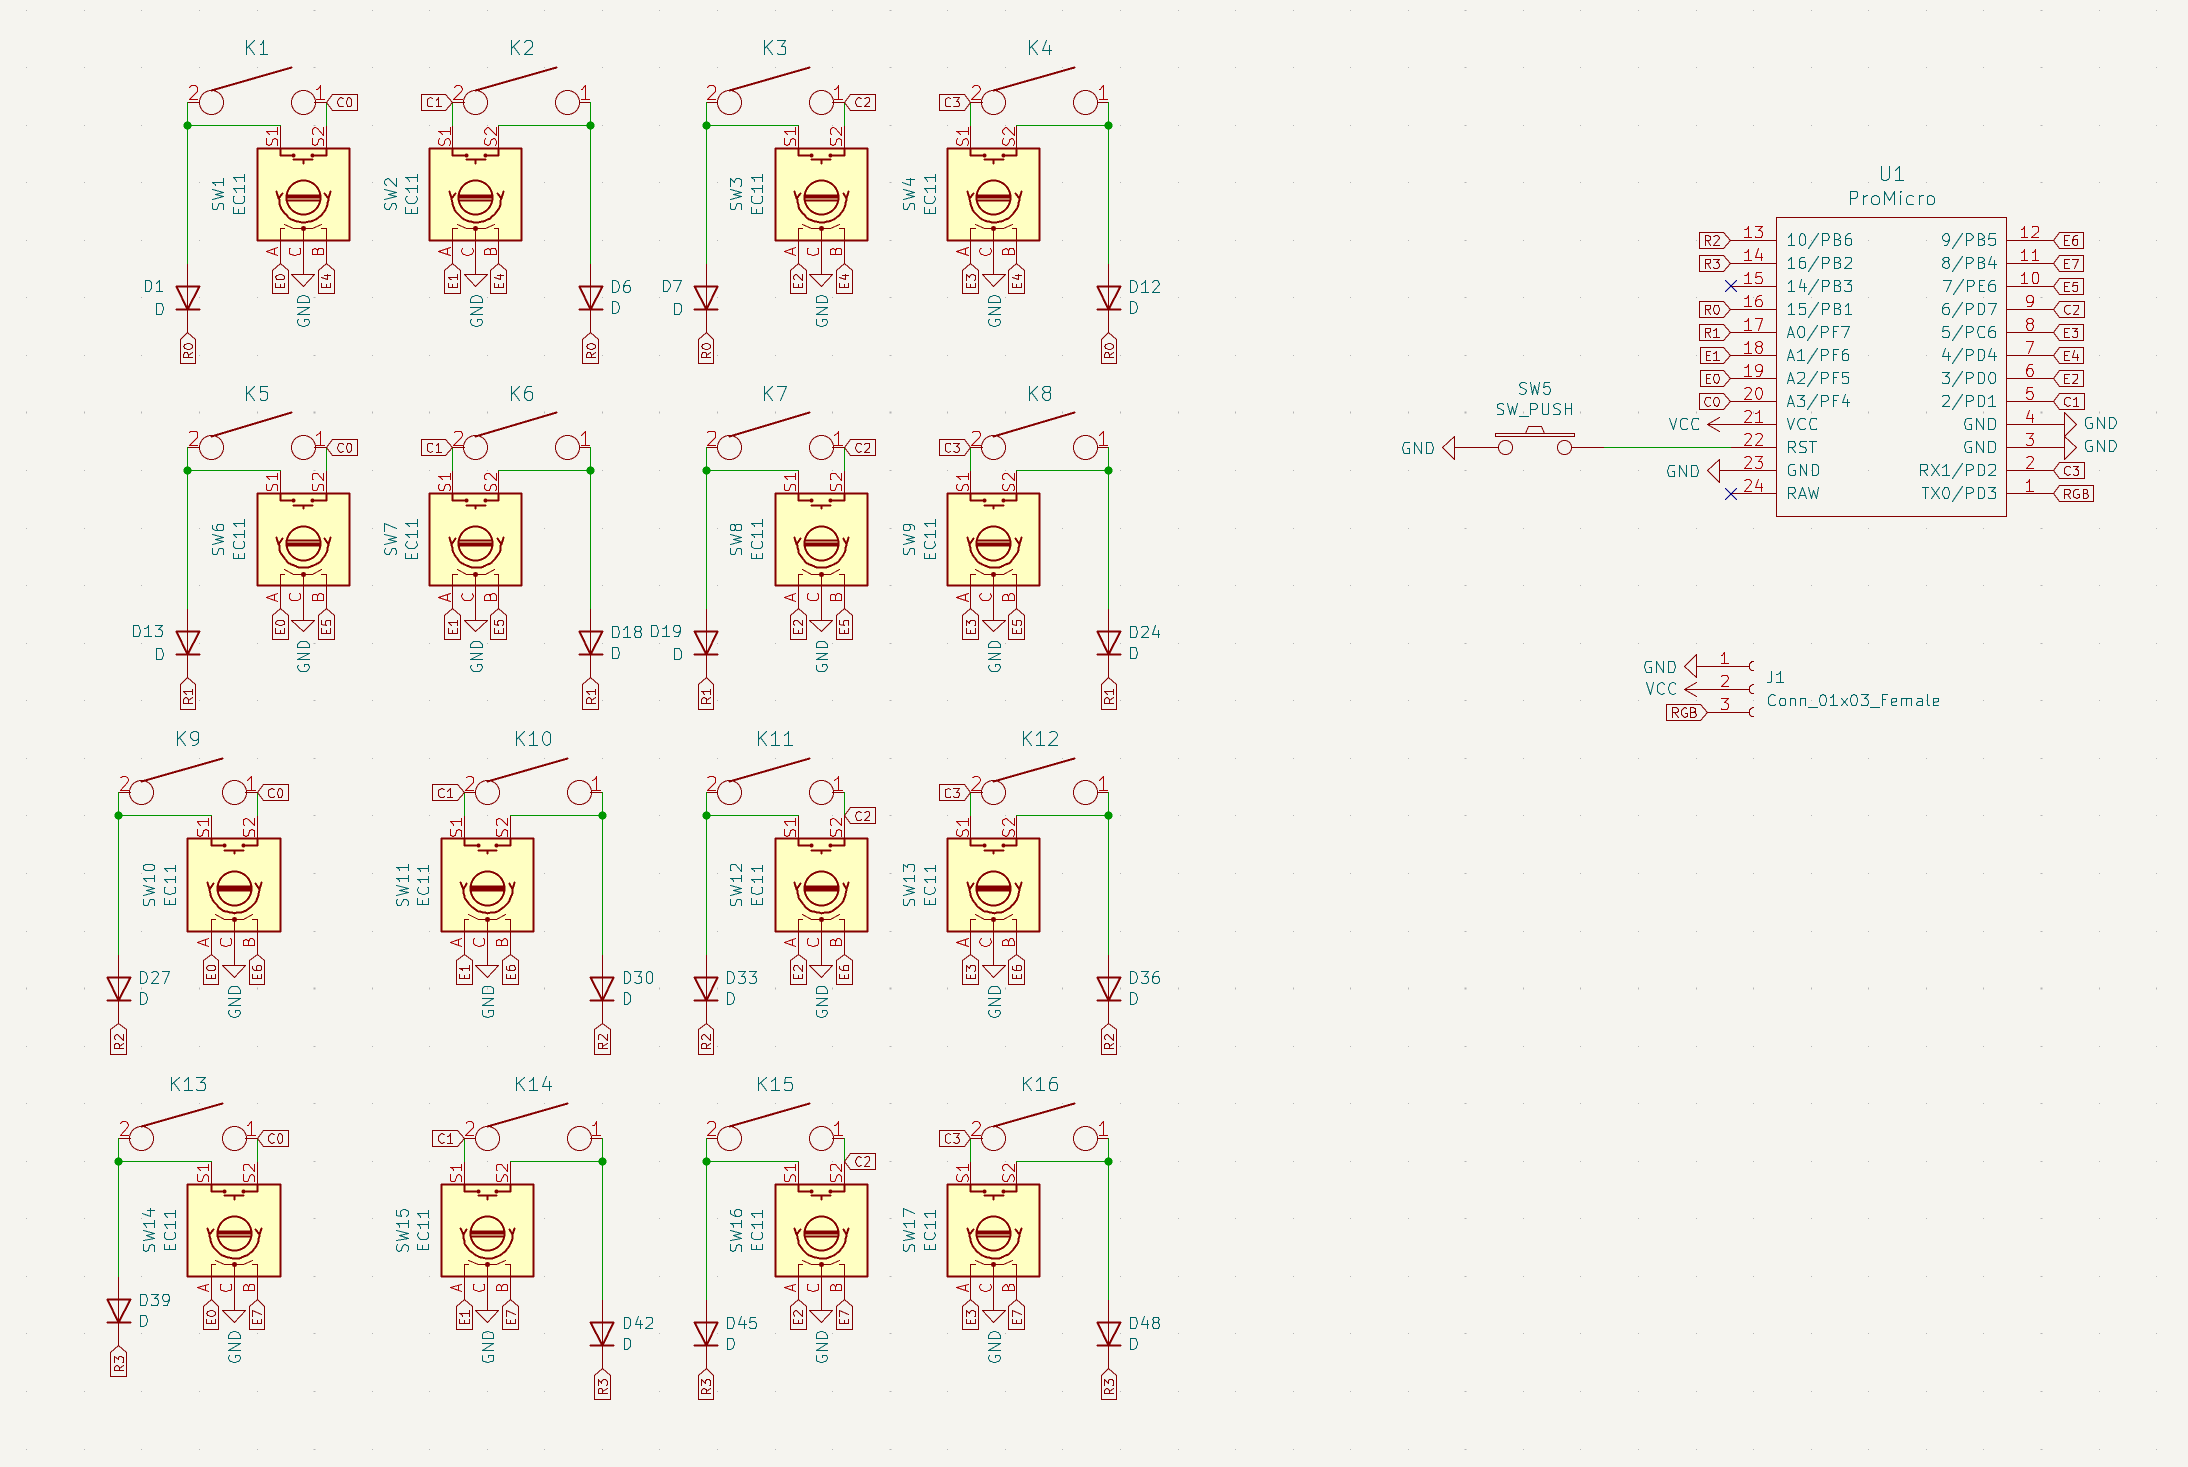 K1 K2 K3 K4
2 1 C0 C1 2 1 2 1 C2 C3 2 1
S1 S2 S1 S2 S1 S2 S1 S2
SW1 EC11 SW2 EC11 SW3 EC11 SW4 EC11
A C B A C B A C B A C B
E0 E4 E1 E4 E2 E4 E3 E4
GND GND GND GND
D1 D D6 D D7 D D12 D
R0 R0 R0 R0
K5 K6 K7 K8
2 1 C0 C1 2 1 2 1 C2 C3 2 1
S1 S2 S1 S2 S1 S2 S1 S2
SW6 EC11 SW7 EC11 SW8 EC11 SW9 EC11
A C B A C B A C B A C B
E0 E5 E1 E5 E2 E5 E3 E5
GND GND GND GND
D13 D D18 D D19 D D24 D
R1 R1 R1 R1
K9 K10 K11 K12
2 1 C0 C1 2 1 2 1 C2 C3 2 1
S1 S2 S1 S2 S1 S2 S1 S2
SW10 EC11 SW11 EC11 SW12 EC11 SW13 EC11
A C B A C B A C B A C B
E0 E6 E1 E6 E2 E6 E3 E6
GND GND GND GND
D27 D D30 D D33 D D36 D
R2 R2 R2 R2
K13 K14 K15 K16
2 1 C0 C1 2 1 2 1 C2 C3 2 1
S1 S2 S1 S2 S1 S2 S1 S2
SW14 EC11 SW15 EC11 SW16 EC11 SW17 EC11
A C B A C B A C B A C B
E0 E7 E1 E7 E2 E7 E3 E7
GND GND GND GND
D39 D D42 D D45 D D48 D
R3 R3 R3 R3
U1
ProMicro
R2 13 10/PB6 9/PB5 12 E6
R3 14 16/PB2 8/PB4 11 E7
15 14/PB3 7/PE6 10 E5
R0 16 15/PB1 6/PD7 9 C2
R1 17 A0/PF7 5/PC6 8 E3
E1 18 A1/PF6 4/PD4 7 E4
E0 19 A2/PF5 3/PD0 6 E2
C0 20 A3/PF4 2/PD1 5 C1
VCC 21 VCC GND 4 GND
22 RST GND 3 GND
GND 23 GND RX1/PD2 2 C3
24 RAW TX0/PD3 1 RGB
SW5
SW_PUSH
GND
GND 1
VCC 2
RGB 3
J1
Conn_01x03_Female